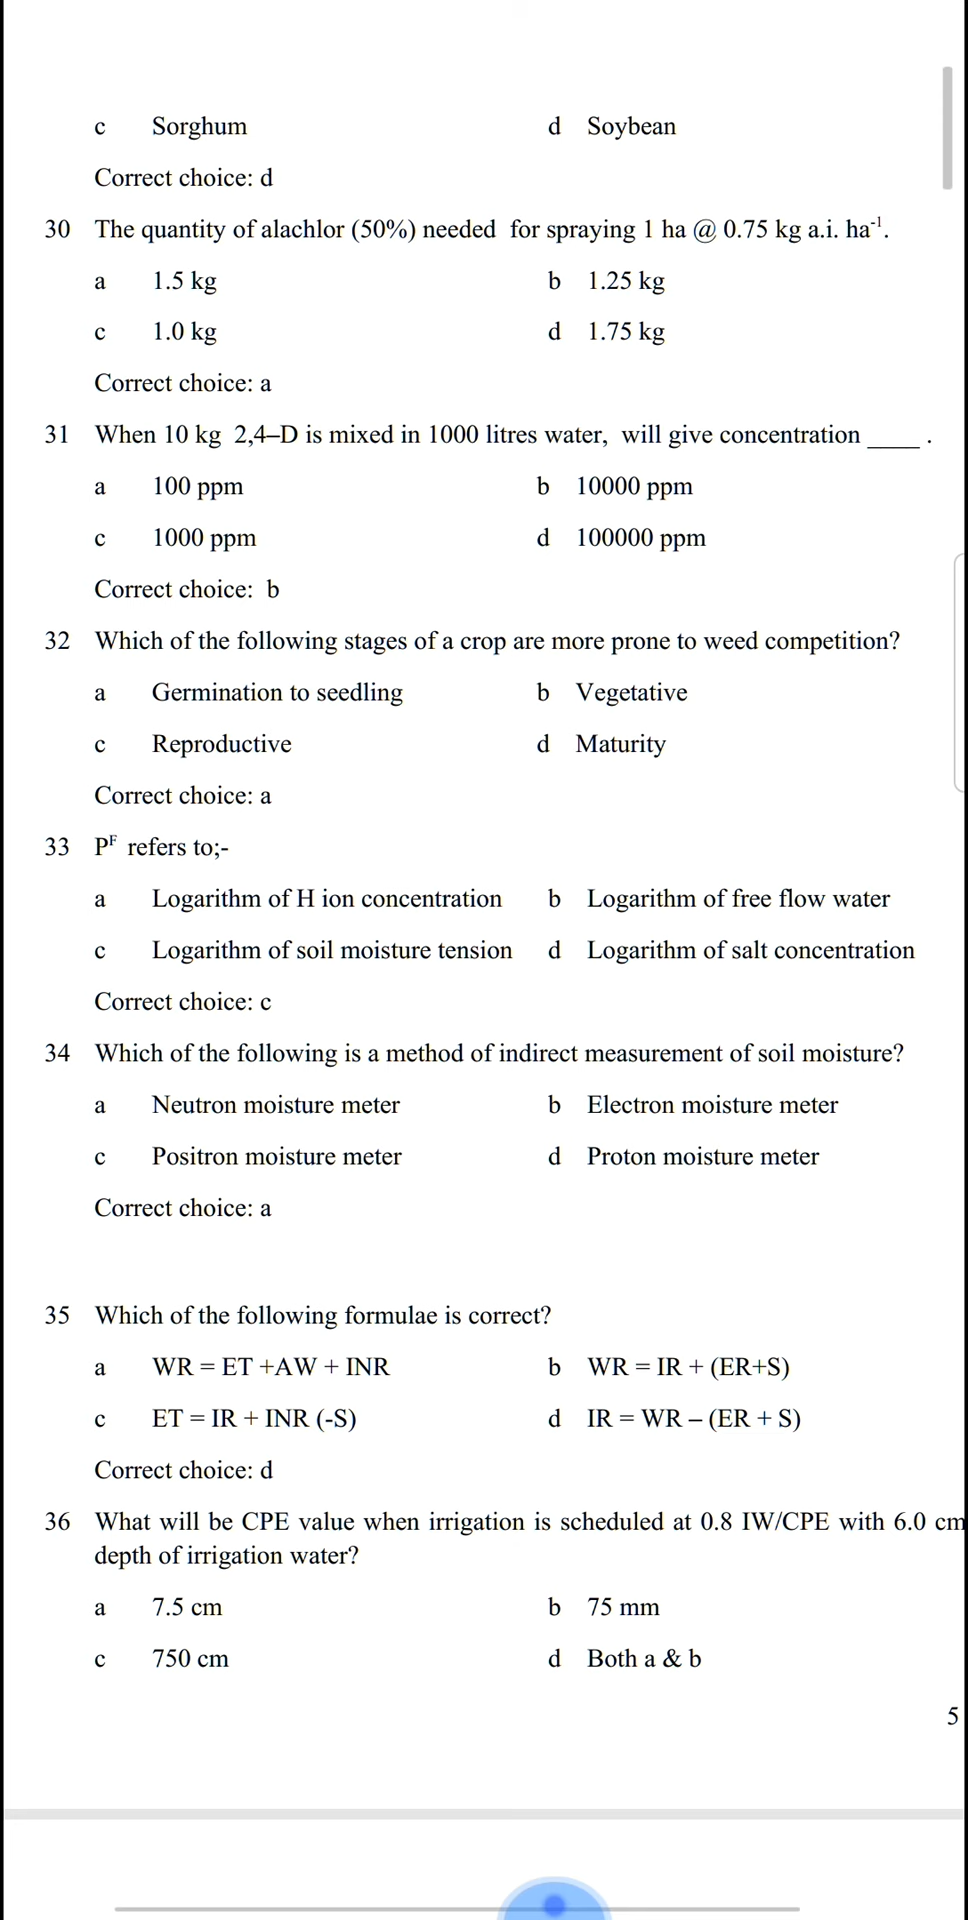 c Sorghum d Soybean
Correct choice: d
30 The quantity of alachlor (50%) needed for spraying 1 ha @ 0.75 kg a.i. ha⁻¹.
a 1.5 kg b 1.25 kg
c 1.0 kg d 1.75 kg
Correct choice: a
31 When 10 kg 2,4–D is mixed in 1000 litres water, will give concentration ____ .
a 100 ppm b 10000 ppm
c 1000 ppm d 100000 ppm
Correct choice: b
32 Which of the following stages of a crop are more prone to weed competition?
a Germination to seedling b Vegetative
c Reproductive d Maturity
Correct choice: a
33 Pᶠ refers to;-
a Logarithm of H ion concentration b Logarithm of free flow water
c Logarithm of soil moisture tension d Logarithm of salt concentration
Correct choice: c
34 Which of the following is a method of indirect measurement of soil moisture?
a Neutron moisture meter b Electron moisture meter
c Positron moisture meter d Proton moisture meter
Correct choice: a
35 Which of the following formulae is correct?
a WR = ET +AW + INR b WR = IR + (ER+S)
c ET = IR + INR (-S) d IR = WR – (ER + S)
Correct choice: d
36 What will be CPE value when irrigation is scheduled at 0.8 IW/CPE with 6.0 cm
depth of irrigation water?
a 7.5 cm b 75 mm
c 750 cm d Both a & b
5